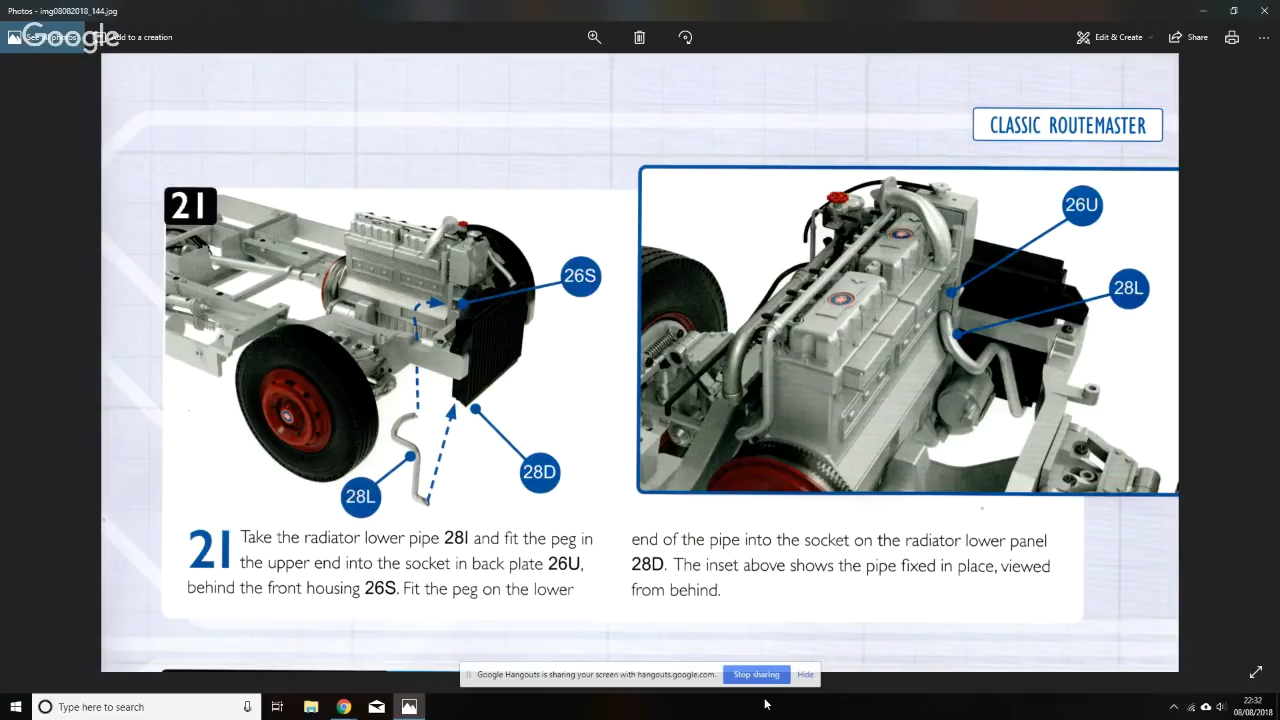 Photos - img08082018_144.jpg
Google
Add to a creation
Edit & Create
Share
CLASSIC ROUTEMASTER
21
26S
28L
28D
26U
28L
21 Take the radiator lower pipe 28I and fit the peg in
the upper end into the socket in back plate 26U,
behind the front housing 26S. Fit the peg on the lower
end of the pipe into the socket on the radiator lower panel
28D. The inset above shows the pipe fixed in place, viewed
from behind.
Google Hangouts is sharing your screen with hangouts.google.com.
Stop sharing
Hide
Type here to search
22:32
08/08/2018